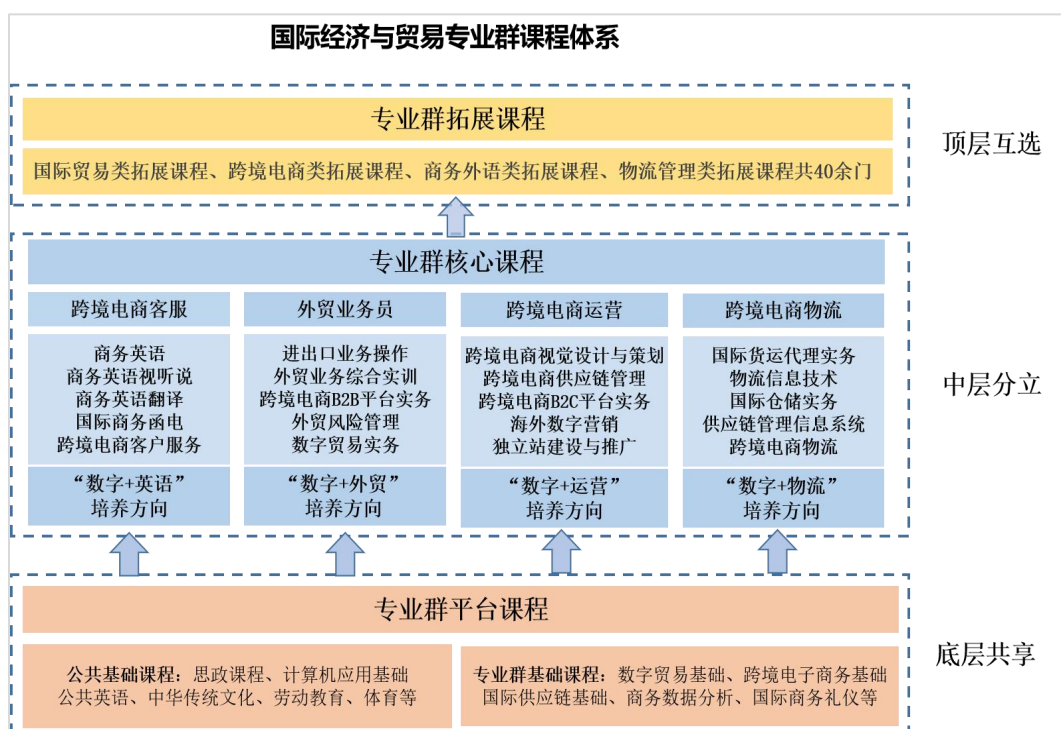 国际经济与贸易专业群课程体系
专业群拓展课程
国际贸易类拓展课程、跨境电商类拓展课程、商务外语类拓展课程、物流管理类拓展课程共40余门
顶层互选
专业群核心课程
跨境电商客服
商务英语
商务英语视听说
商务英语翻译
国际商务函电
跨境电商客户服务
“数字+英语”
培养方向
外贸业务员
进出口业务操作
外贸业务综合实训
跨境电商B2B平台实务
外贸风险管理
数字贸易实务
“数字+外贸”
培养方向
跨境电商运营
跨境电商视觉设计与策划
跨境电商供应链管理
跨境电商B2C平台实务
海外数字营销
独立站建设与推广
“数字+运营”
培养方向
跨境电商物流
国际货运代理实务
物流信息技术
国际仓储实务
供应链管理信息系统
跨境电商物流
“数字+物流”
培养方向
中层分立
专业群平台课程
公共基础课程：思政课程、计算机应用基础
公共英语、中华传统文化、劳动教育、体育等
专业群基础课程：数字贸易基础、跨境电子商务基础
国际供应链基础、商务数据分析、国际商务礼仪等
底层共享